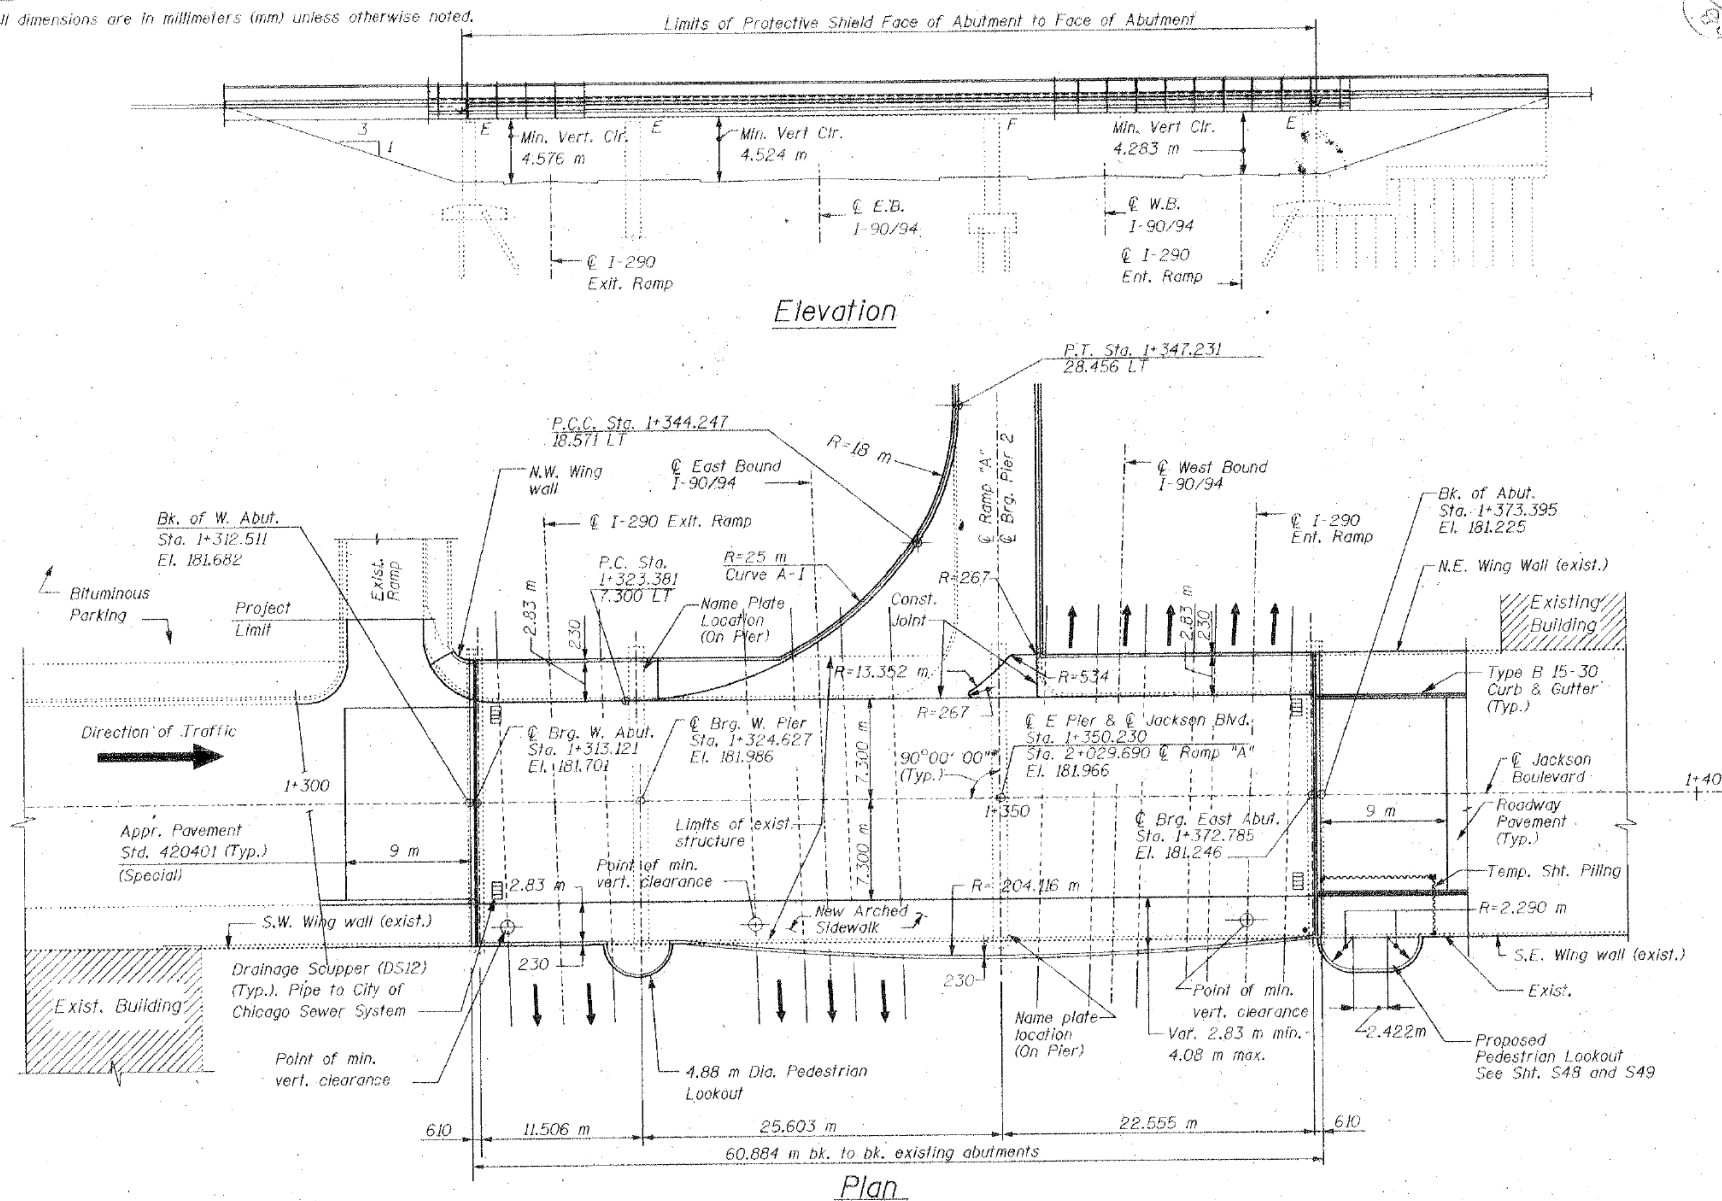 ll dimensions are in millimeters (mm) unless otherwise noted.
Limits of Protective Shield Face of Abutment to Face of Abutment
3
1
E
E
F
E
Min. Vert. Clr.
4.576 m
Min. Vert Clr.
4.524 m
Min. Vert Clr.
4.283 m
℄ E.B.
I-90/94
℄ W.B.
I-90/94
℄ I-290
Exit. Ramp
℄ I-290
Ent. Ramp
Elevation
P.T. Sta. 1+347.231
28.456 LT
P.C.C. Sta. 1+344.247
18.571 LT
R=18 m
N.W. Wing
wall
℄ East Bound
I-90/94
℄ Ramp "A"
℄ Brg. Pier 2
℄ West Bound
I-90/94
Bk. of Abut.
Sta. 1+373.395
El. 181.225
Bk. of W. Abut.
Sta. 1+312.511
El. 181.682
℄ I-290 Exit. Ramp
℄ I-290
Ent. Ramp
P.C. Sta.
1+323.381
7.300 LT
R=25 m
Curve A-1
R=267
N.E. Wing Wall (exist.)
Exist.
Ramp
Bituminous
Parking
Project
Limit
2.83 m
230
Name Plate
Location
(On Pier)
Const.
Joint
2.83 m
230
Existing
Building
R=13.352 m
R=534
Type B 15-30
Curb & Gutter
(Typ.)
R=267
Direction of Traffic
℄ Brg. W. Abut.
Sta. 1+313.121
El. 181.701
℄ Brg. W. Pier
Sta. 1+324.627
El. 181.986
7.300 m
90°00' 00"
(Typ.)
℄ E Pier & ℄ Jackson Blvd.
Sta. 1+350.230
Sta. 2+029.690 ℄ Ramp "A"
El. 181.966
℄ Jackson
Boulevard
1+300
1+350
1+40
Appr. Pavement
Std. 420401 (Typ.)
(Special)
9 m
Limits of exist.
structure
7.300 m
℄ Brg. East Abut.
Sta. 1+372.785
El. 181.246
9 m
Roadway
Pavement
(Typ.)
Point of min.
vert. clearance
Temp. Sht. Piling
2.83 m
R= 204.116 m
R=2.290 m
S.W. Wing wall (exist.)
New Arched
Sidewalk
S.E. Wing wall (exist.)
230
230
Drainage Scupper (DS12)
(Typ.). Pipe to City of
Chicago Sewer System
Exist. Building
Exist.
Point of min.
vert. clearance
Name plate
location
(On Pier)
Var. 2.83 m min.
4.08 m max.
2.422m
Proposed
Pedestrian Lookout
See Sht. S48 and S49
Point of min.
vert. clearance
4.88 m Dia. Pedestrian
Lookout
610
11.506 m
25.603 m
22.555 m
610
60.884 m bk. to bk. existing abutments
Plan